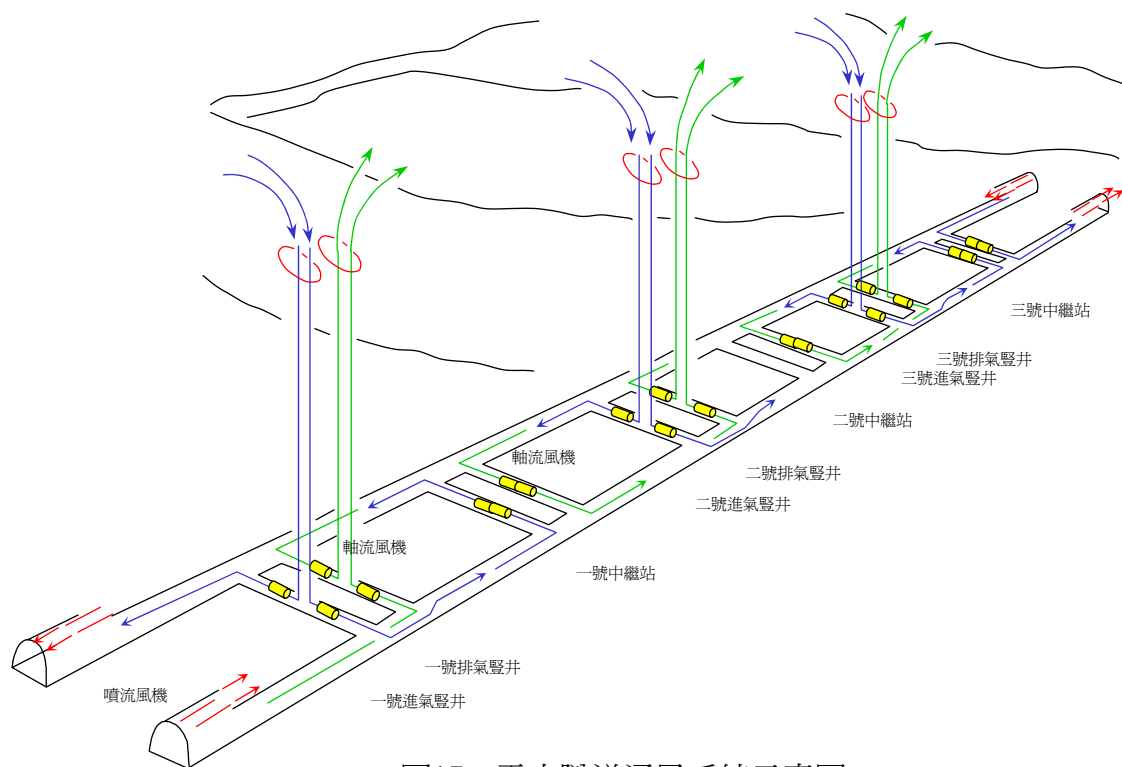 三號中繼站
三號排氣豎井
三號進氣豎井
二號中繼站
軸流風機
二號排氣豎井
二號進氣豎井
軸流風機
一號中繼站
一號排氣豎井
噴流風機
一號進氣豎井